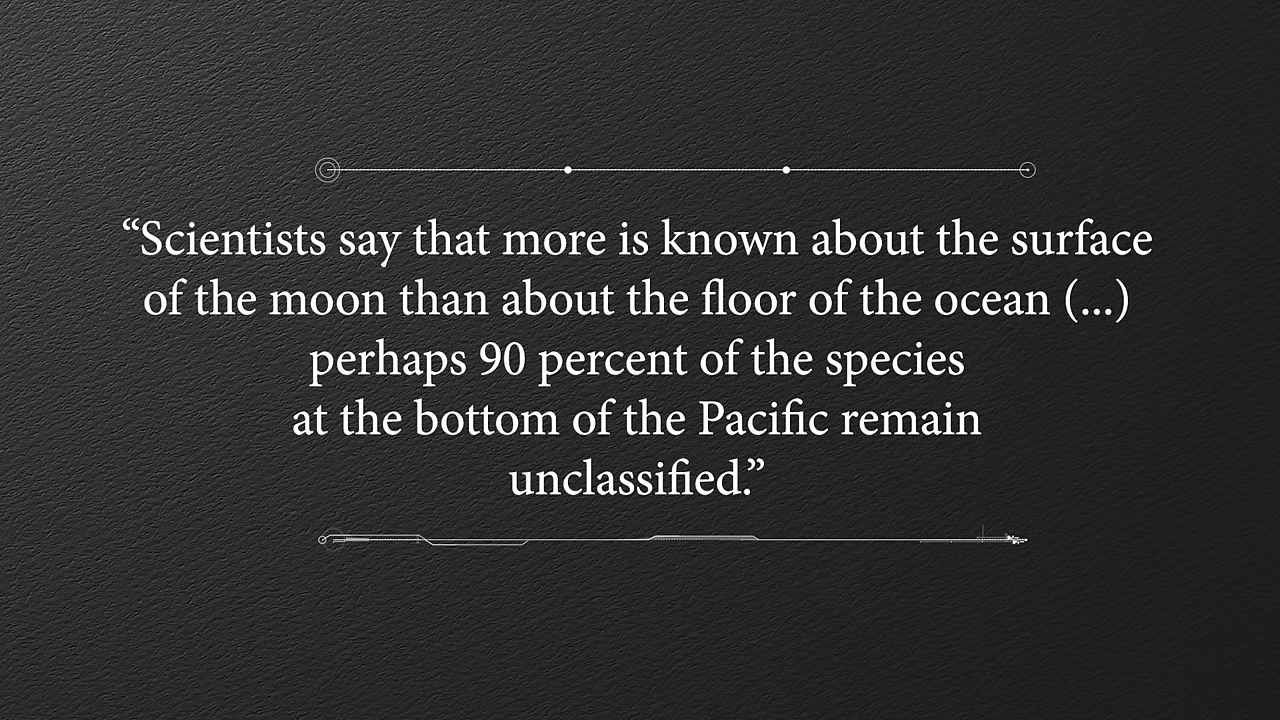 “Scientists say that more is known about the surface
of the moon than about the floor of the ocean (...)
perhaps 90 percent of the species
at the bottom of the Pacific remain
unclassified.”